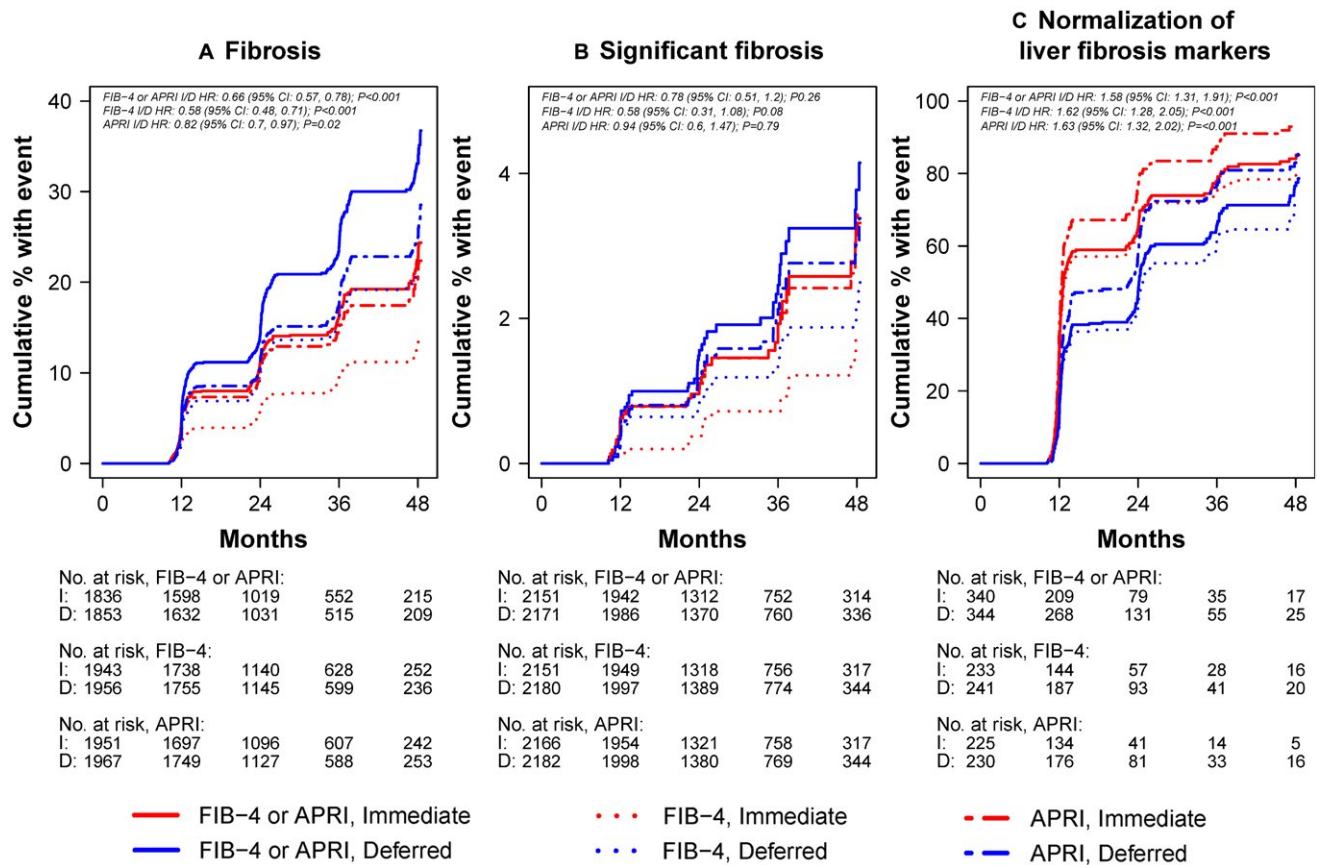 A Fibrosis
FIB−4 or APRI I/D HR: 0.66 (95% CI: 0.57, 0.78); P<0.001
FIB−4 I/D HR: 0.58 (95% CI: 0.48, 0.71); P<0.001
APRI I/D HR: 0.82 (95% CI: 0.7, 0.97); P=0.02
Cumulative % with event
40
30
20
10
0
0 12 24 36 48
Months
No. at risk, FIB−4 or APRI:
I: 1836 1598 1019 552 215
D: 1853 1632 1031 515 209
No. at risk, FIB−4:
I: 1943 1738 1140 628 252
D: 1956 1755 1145 599 236
No. at risk, APRI:
I: 1951 1697 1096 607 242
D: 1967 1749 1127 588 253
B Significant fibrosis
FIB−4 or APRI I/D HR: 0.78 (95% CI: 0.51, 1.2); P0.26
FIB−4 I/D HR: 0.58 (95% CI: 0.31, 1.08); P0.08
APRI I/D HR: 0.94 (95% CI: 0.6, 1.47); P=0.79
Cumulative % with event
4
2
0
0 12 24 36 48
Months
No. at risk, FIB−4 or APRI:
I: 2151 1942 1312 752 314
D: 2171 1986 1370 760 336
No. at risk, FIB−4:
I: 2151 1949 1318 756 317
D: 2180 1997 1389 774 344
No. at risk, APRI:
I: 2166 1954 1321 758 317
D: 2182 1998 1380 769 344
C Normalization of
liver fibrosis markers
FIB−4 or APRI I/D HR: 1.58 (95% CI: 1.31, 1.91); P<0.001
FIB−4 I/D HR: 1.62 (95% CI: 1.28, 2.05); P<0.001
APRI I/D HR: 1.63 (95% CI: 1.32, 2.02); P=<0.001
Cumulative % with event
100
80
60
40
20
0
0 12 24 36 48
Months
No. at risk, FIB−4 or APRI:
I: 340 209 79 35 17
D: 344 268 131 55 25
No. at risk, FIB−4:
I: 233 144 57 28 16
D: 241 187 93 41 20
No. at risk, APRI:
I: 225 134 41 14 5
D: 230 176 81 33 16
FIB−4 or APRI, Immediate
FIB−4 or APRI, Deferred
FIB−4, Immediate
FIB−4, Deferred
APRI, Immediate
APRI, Deferred